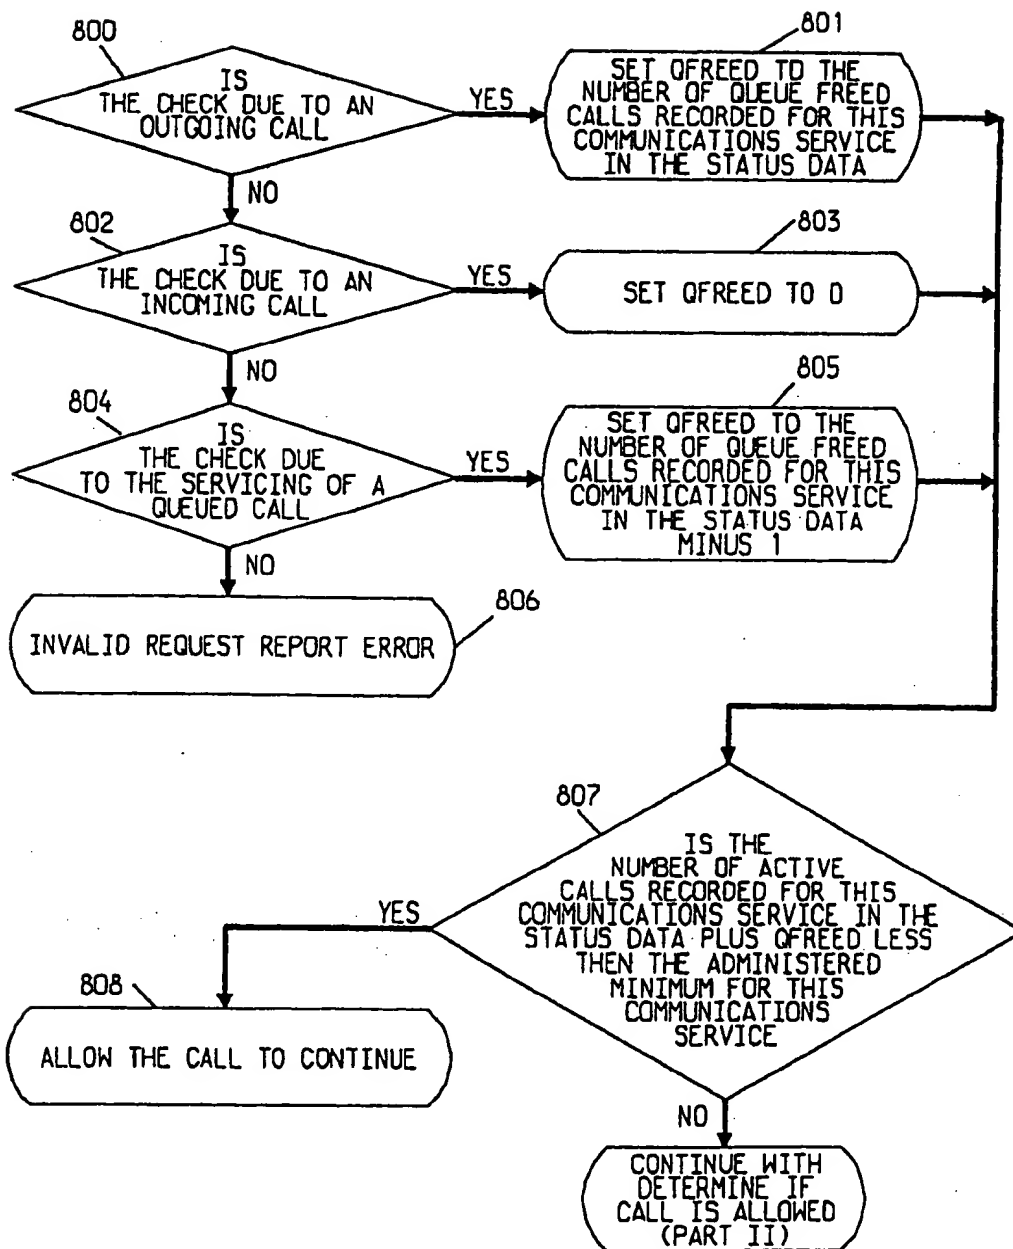 800
IS
THE CHECK DUE TO AN
OUTGOING CALL
YES
801
SET QFREED TO THE
NUMBER OF QUEUE FREED
CALLS RECORDED FOR THIS
COMMUNICATIONS SERVICE
IN THE STATUS DATA
NO
802
IS
THE CHECK DUE TO AN
INCOMING CALL
YES
803
SET QFREED TO 0
NO
804
IS
THE CHECK DUE
TO THE SERVICING OF A
QUEUED CALL
YES
805
SET QFREED TO THE
NUMBER OF QUEUE FREED
CALLS RECORDED FOR THIS
COMMUNICATIONS SERVICE
IN THE STATUS DATA
MINUS 1
NO
806
INVALID REQUEST REPORT ERROR
807
IS THE
NUMBER OF ACTIVE
CALLS RECORDED FOR THIS
COMMUNICATIONS SERVICE IN THE
STATUS DATA PLUS QFREED LESS
THEN THE ADMINISTERED
MINIMUM FOR THIS
COMMUNICATIONS
SERVICE
YES
808
ALLOW THE CALL TO CONTINUE
NO
CONTINUE WITH
DETERMINE IF
CALL IS ALLOWED
(PART II)